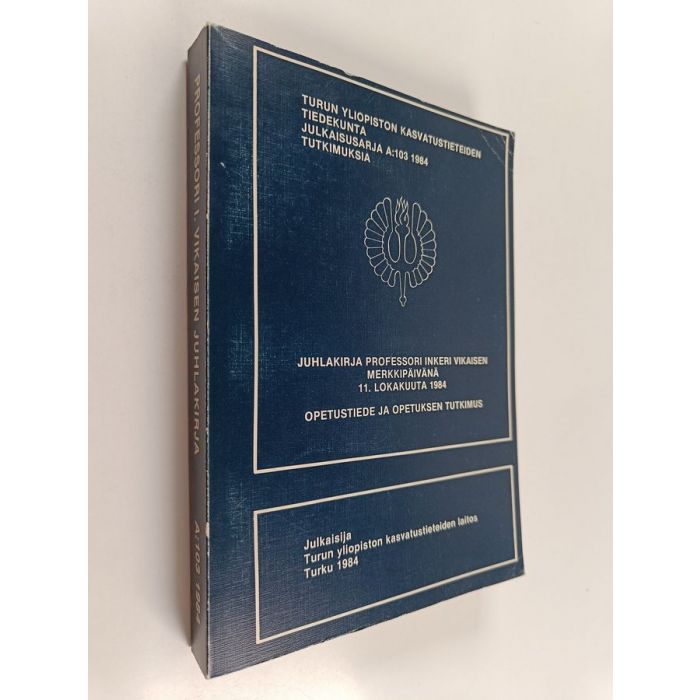 TURUN YLIOPISTON KASVATUSTIETEIDEN
TIEDEKUNTA
JULKAISUSARJA A:103 1984
TUTKIMUKSIA
JUHLAKIRJA PROFESSORI INKERI VIKAISEN
MERKKIPÄIVÄNÄ
11. LOKAKUUTA 1984
OPETUSTIEDE JA OPETUKSEN TUTKIMUS
Julkaisija
Turun yliopiston kasvatustieteiden laitos
Turku 1984
PROFESSORI I. VIKAISEN JUHLAKIRJA A:103 1984